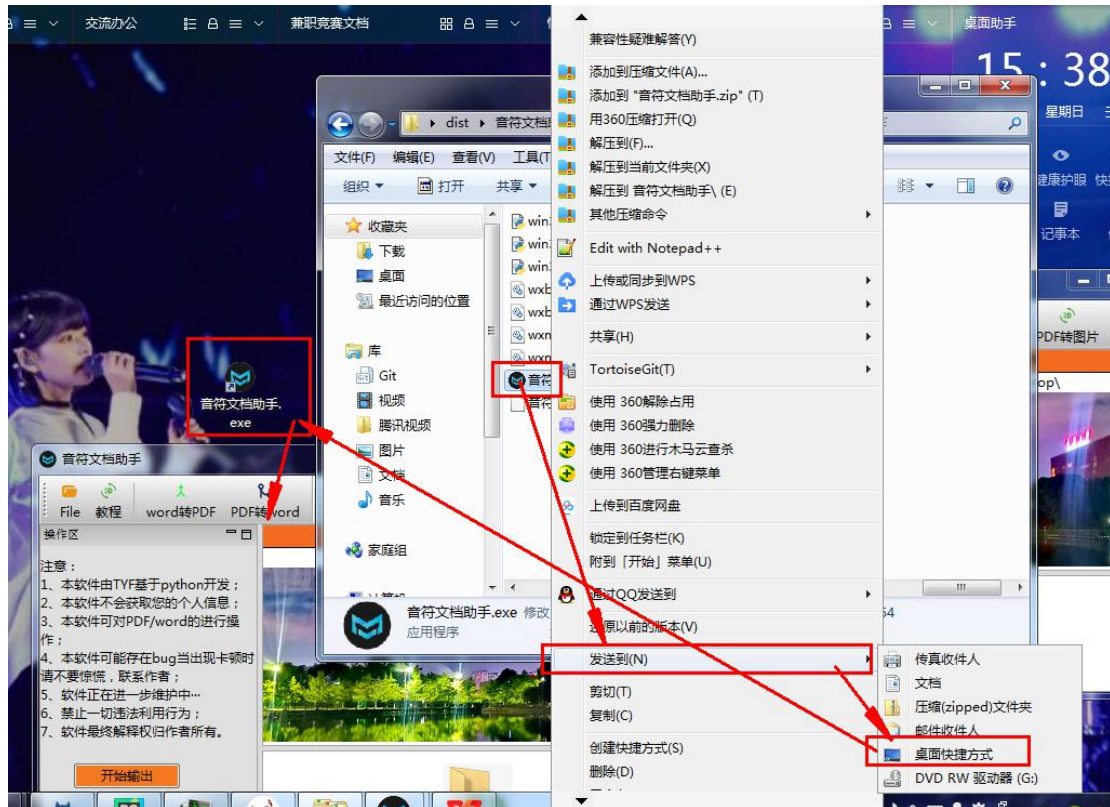 交流办公
兼职竞赛文档
桌面助手
15:38
星期日
健康护眼
记事本
PDF转图片
dist
音符文档
文件(F)
编辑(E)
查看(V)
工具(T
组织
打开
共享
收藏夹
下载
桌面
最近访问的位置
库
Git
视频
腾讯视频
图片
文档
音乐
家庭组
win
win
win
wxb
wxb
wxn
wxn
音符
音符
音符文档助手.exe 修改
应用程序
64
音符文档助手.
exe
音符文档助手
File
教程
word转PDF
PDF转word
操作区
注意：
1、本软件由TYF基于python开发；
2、本软件不会获取您的个人信息；
3、本软件可对PDF/word的进行操
作；
4、本软件可能存在bug当出现卡顿时
请不要惊慌，联系作者；
5、软件正在进一步维护中…
6、禁止一切违法利用行为；
7、软件最终解释权归作者所有。
开始输出
兼容性疑难解答(Y)
添加到压缩文件(A)...
添加到 "音符文档助手.zip" (T)
用360压缩打开(Q)
解压到(F)...
解压到当前文件夹(X)
解压到 音符文档助手\ (E)
其他压缩命令
Edit with Notepad++
上传或同步到WPS
通过WPS发送
共享(H)
TortoiseGit(T)
使用 360解除占用
使用 360强力删除
使用 360进行木马云查杀
使用 360管理右键菜单
上传到百度网盘
锁定到任务栏(K)
附到「开始」菜单(U)
通过QQ发送到
还原以前的版本(V)
发送到(N)
剪切(T)
复制(C)
创建快捷方式(S)
删除(D)
传真收件人
文档
压缩(zipped)文件夹
邮件收件人
桌面快捷方式
DVD RW 驱动器 (G:)
op\